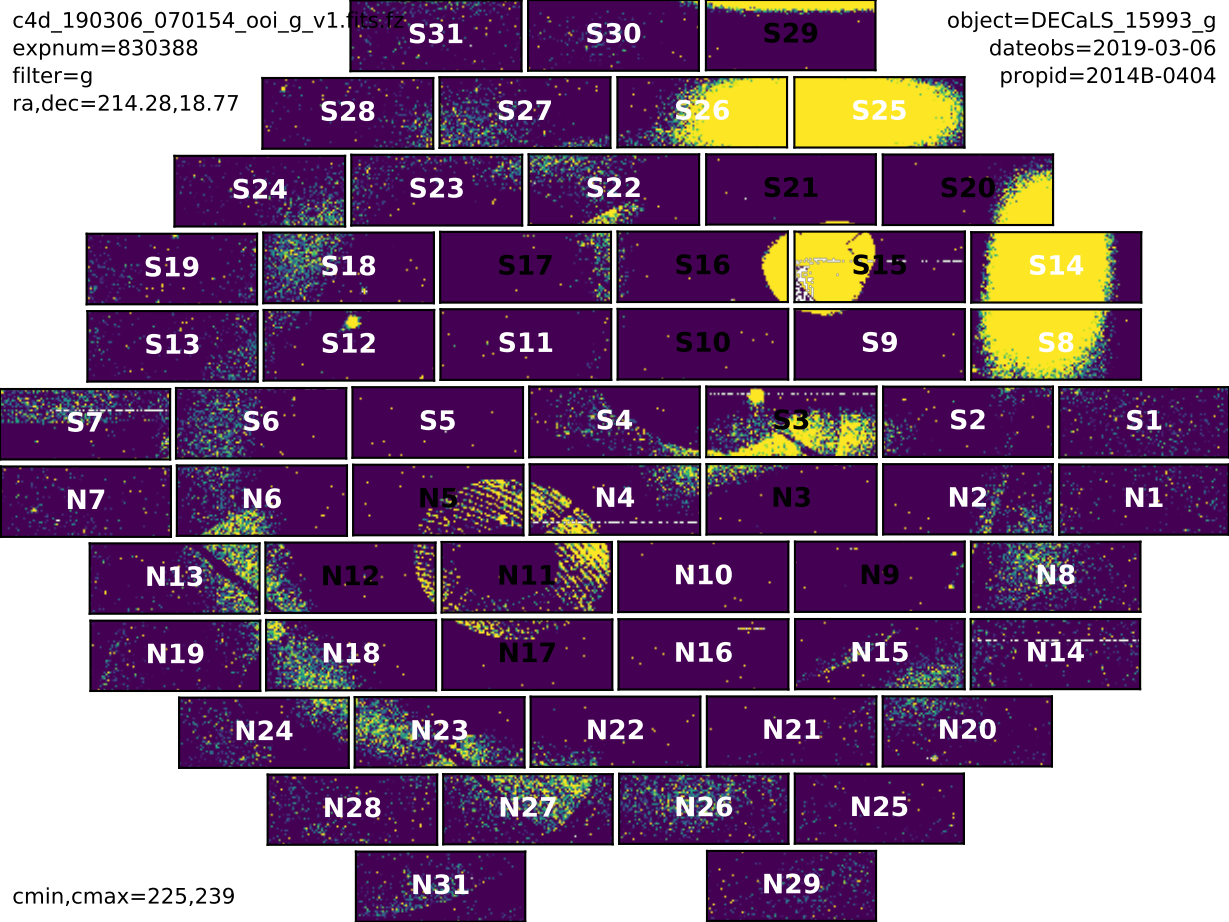 c4d_190306_070154_ooi_g_v1.fits.fz
expnum=830388
filter=g
ra,dec=214.28,18.77
object=DECaLS_15993_g
dateobs=2019-03-06
propid=2014B-0404
S31 S30 S29
S28 S27 S26 S25
S24 S23 S22 S21 S20
S19 S18 S17 S16 S15 S14
S13 S12 S11 S10 S9 S8
S7 S6 S5 S4 S3 S2 S1
N7 N6 N5 N4 N3 N2 N1
N13 N12 N11 N10 N9 N8
N19 N18 N17 N16 N15 N14
N24 N23 N22 N21 N20
N28 N27 N26 N25
N31 N29
cmin,cmax=225,239